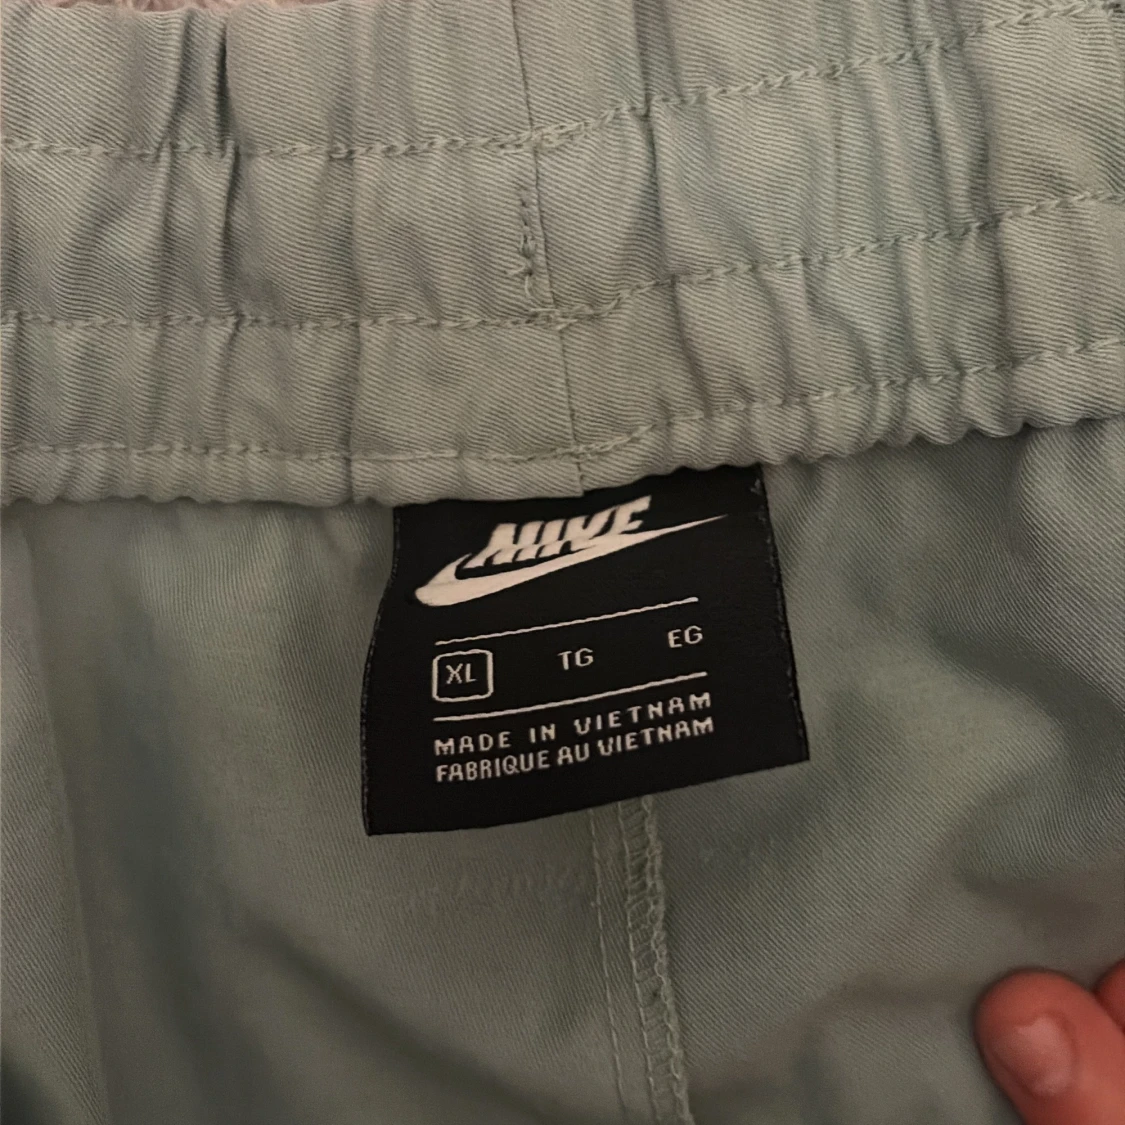 NIKE
XL TG EG
MADE IN VIETNAM
FABRIQUE AU VIETNAM